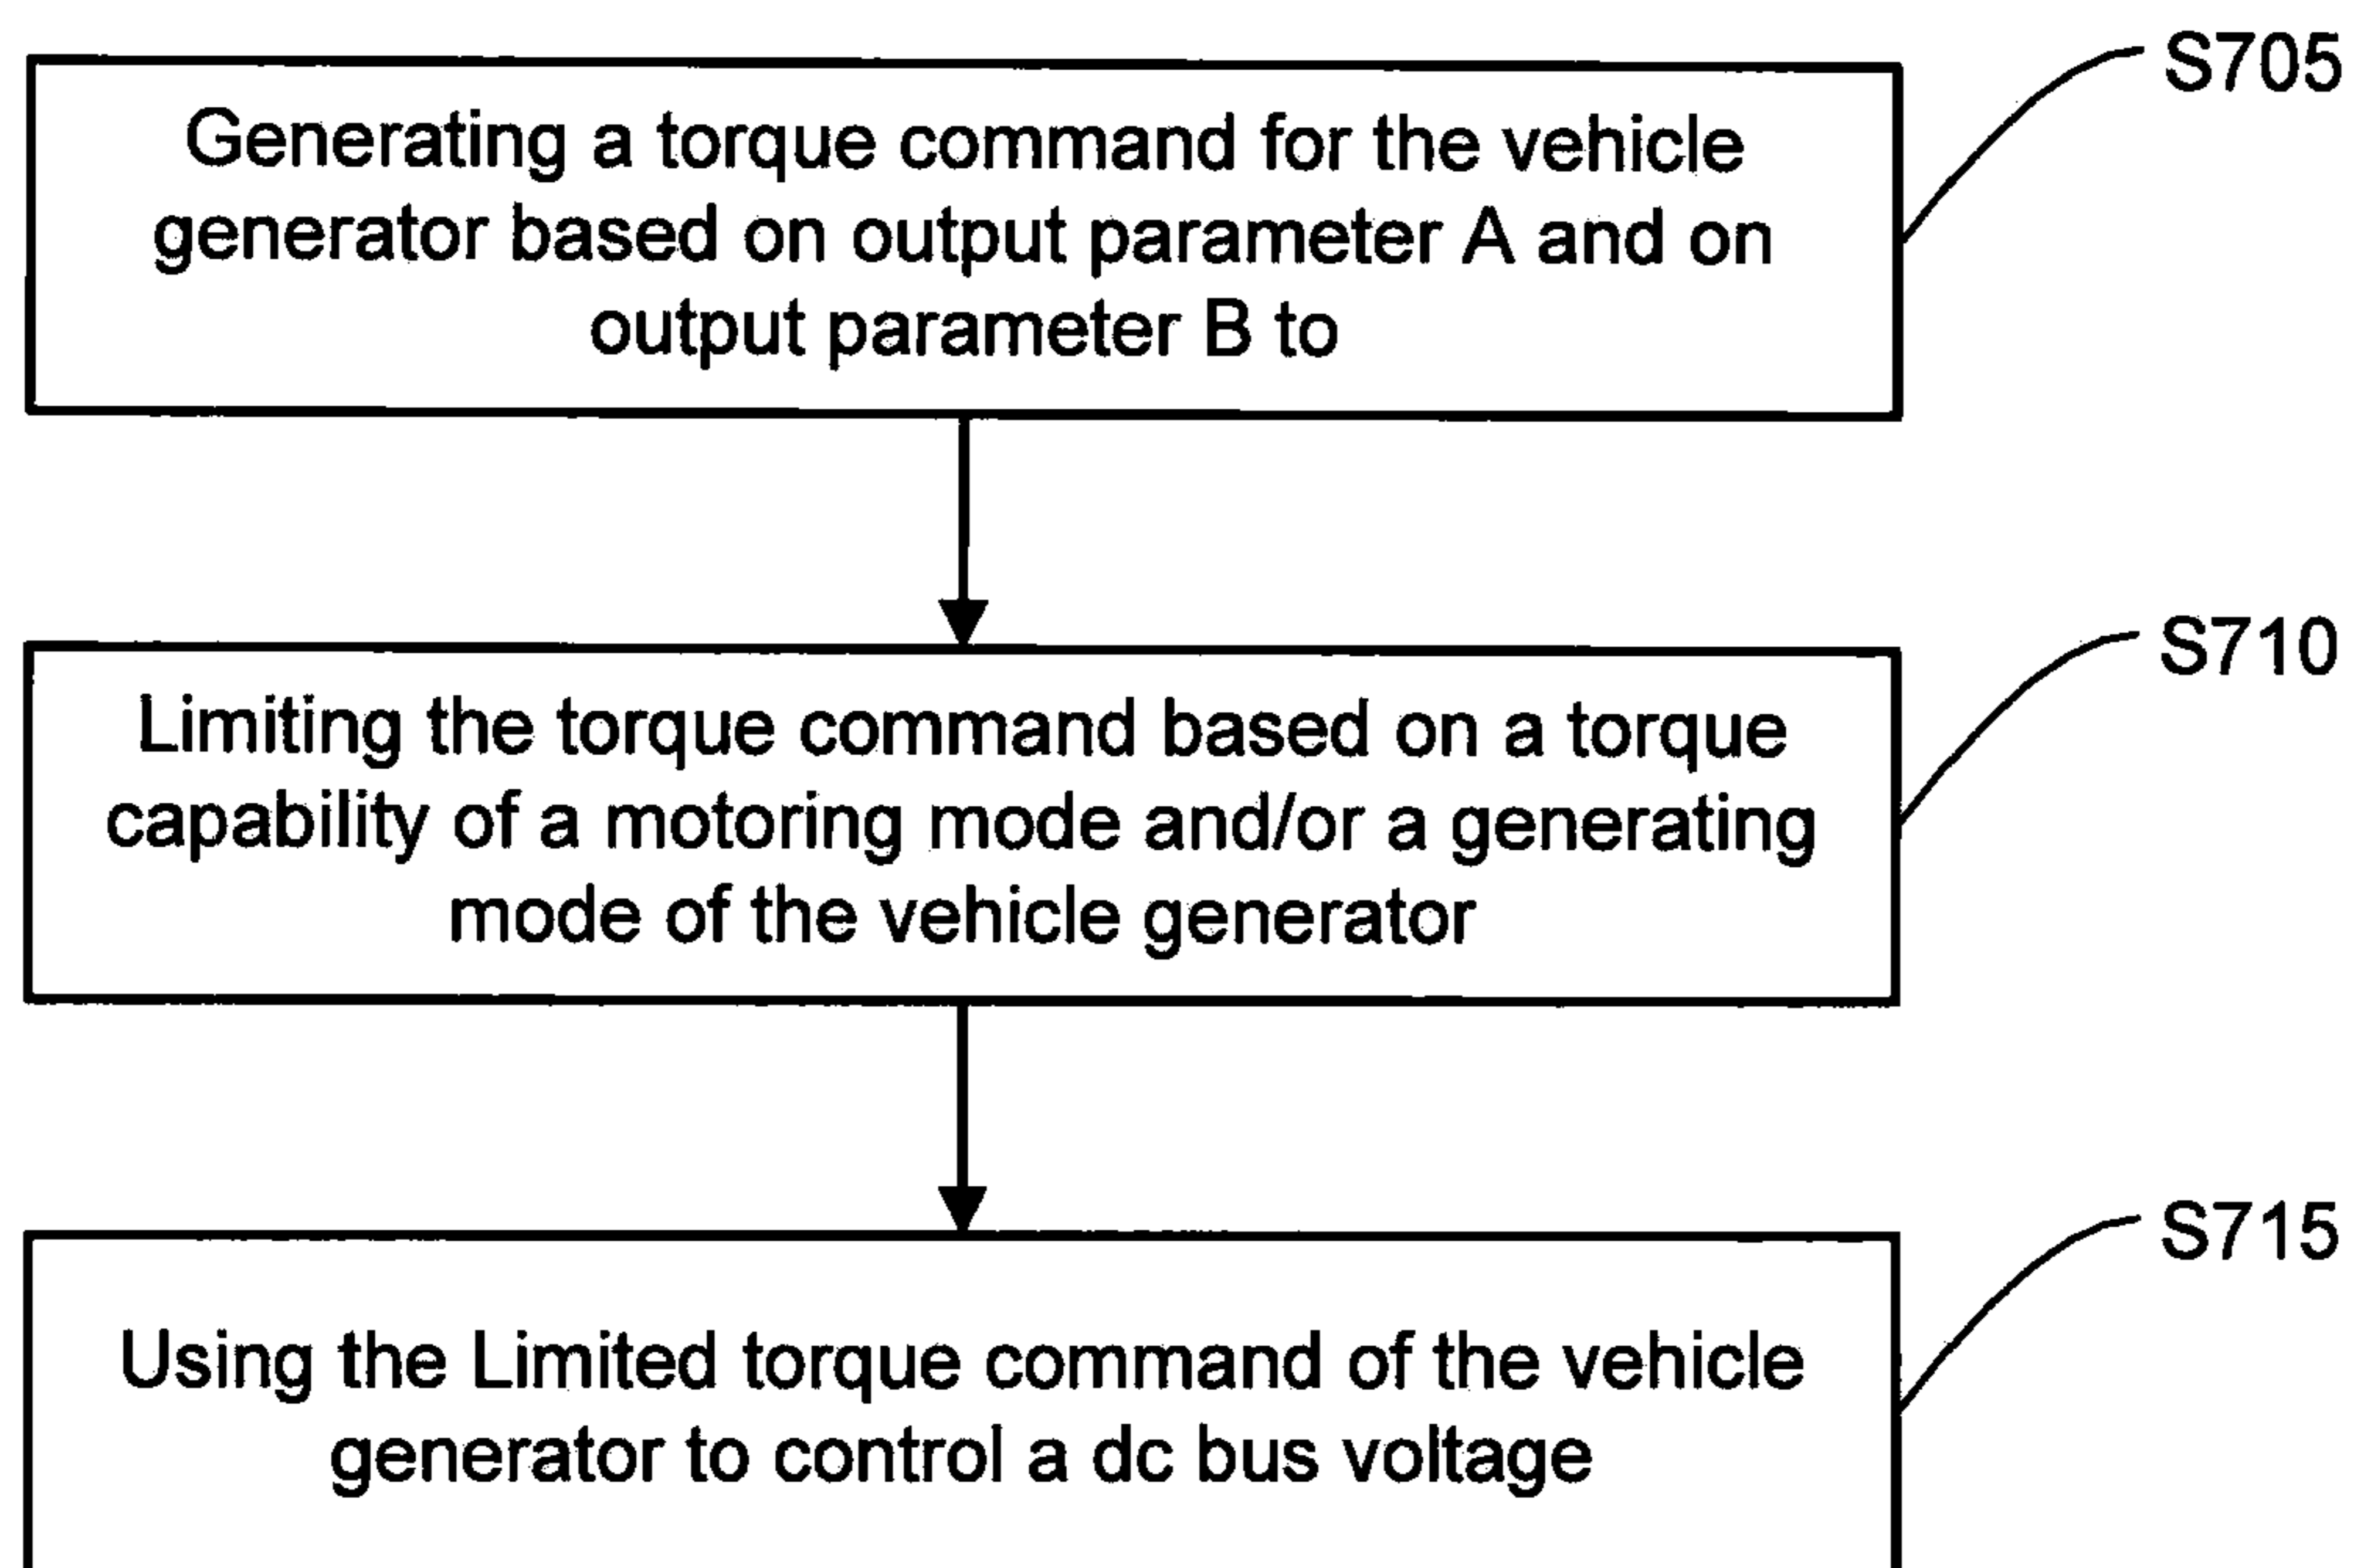 S705
Generating a torque command for the vehicle
generator based on output parameter A and on
output parameter B to
S710
Limiting the torque command based on a torque
capability of a motoring mode and/or a generating
mode of the vehicle generator
S715
Using the Limited torque command of the vehicle
generator to control a dc bus voltage